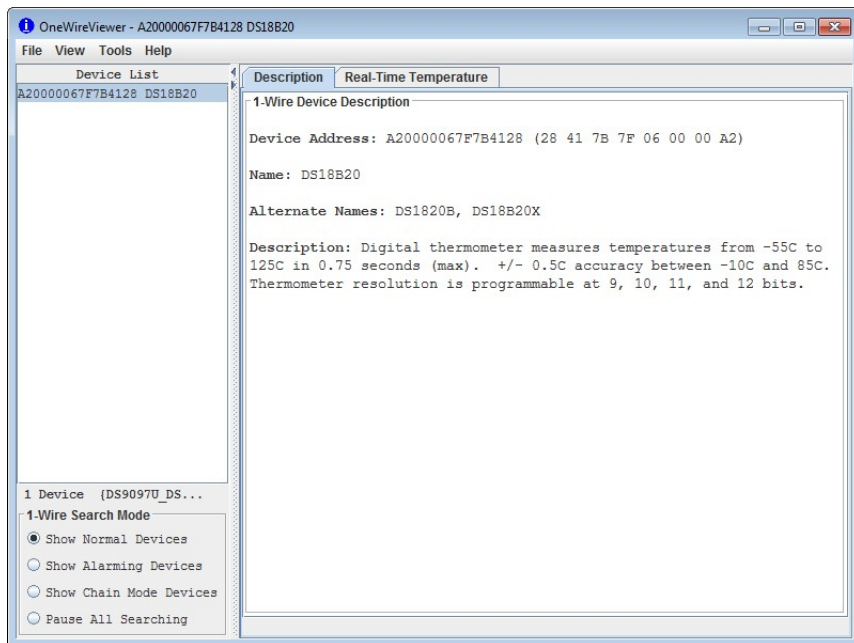 OneWireViewer - A20000067F7B4128 DS18B20
File View Tools Help
Device List
A20000067F7B4128 DS18B20
1 Device {DS9097U_DS...
1-Wire Search Mode
Show Normal Devices
Show Alarming Devices
Show Chain Mode Devices
Pause All Searching
Description
Real-Time Temperature
1-Wire Device Description
Device Address: A20000067F7B4128 (28 41 7B 7F 06 00 00 A2)
Name: DS18B20
Alternate Names: DS1820B, DS18B20X
Description: Digital thermometer measures temperatures from -55C to
125C in 0.75 seconds (max). +/- 0.5C accuracy between -10C and 85C.
Thermometer resolution is programmable at 9, 10, 11, and 12 bits.